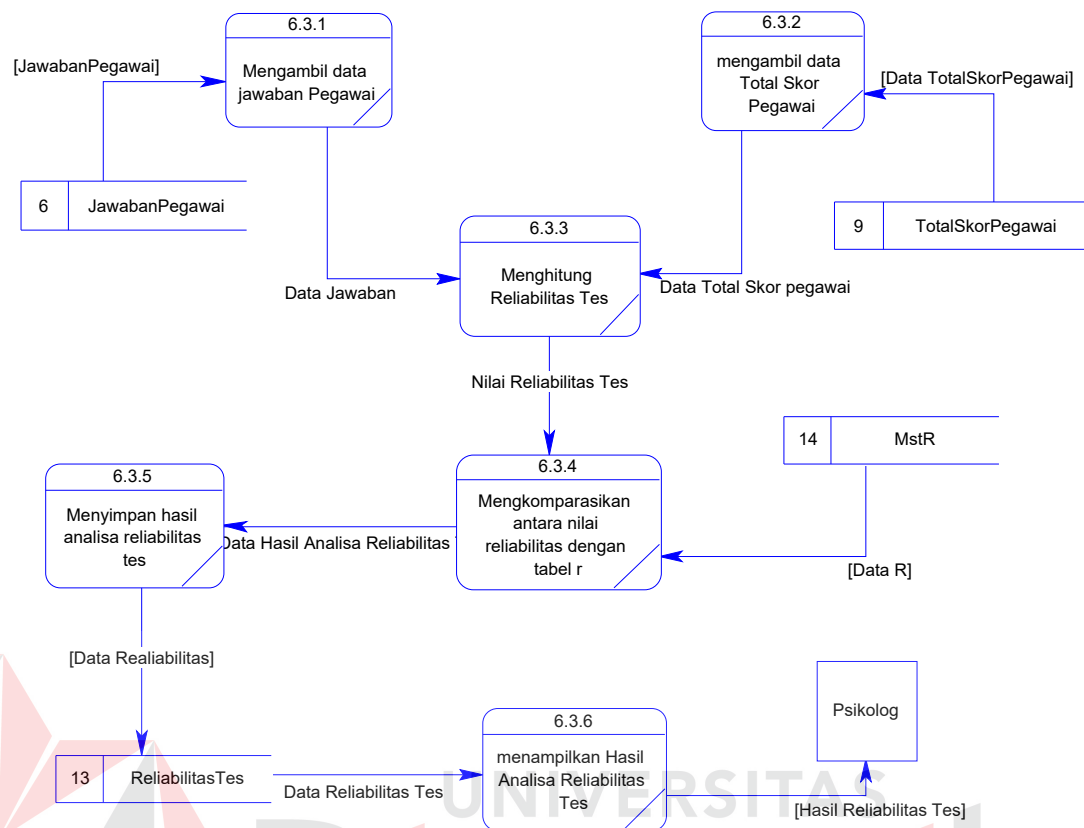 6.3.1
Mengambil data
jawaban Pegawai
6.3.2
mengambil data
Total Skor
Pegawai
[JawabanPegawai]
[Data TotalSkorPegawai]
6
JawabanPegawai
9
TotalSkorPegawai
6.3.3
Menghitung
Reliabilitas Tes
Data Jawaban
Data Total Skor pegawai
Nilai Reliabilitas Tes
14
MstR
6.3.4
Mengkomparasikan
antara nilai
reliabilitas dengan
tabel r
6.3.5
Menyimpan hasil
analisa reliabilitas
tes
Data Hasil Analisa Reliabilitas
[Data R]
[Data Realiabilitas]
Psikolog
13
ReliabilitasTes
Data Reliabilitas Tes
6.3.6
menampilkan Hasil
Analisa Reliabilitas
Tes
[Hasil Reliabilitas Tes]
UNIVERSITAS